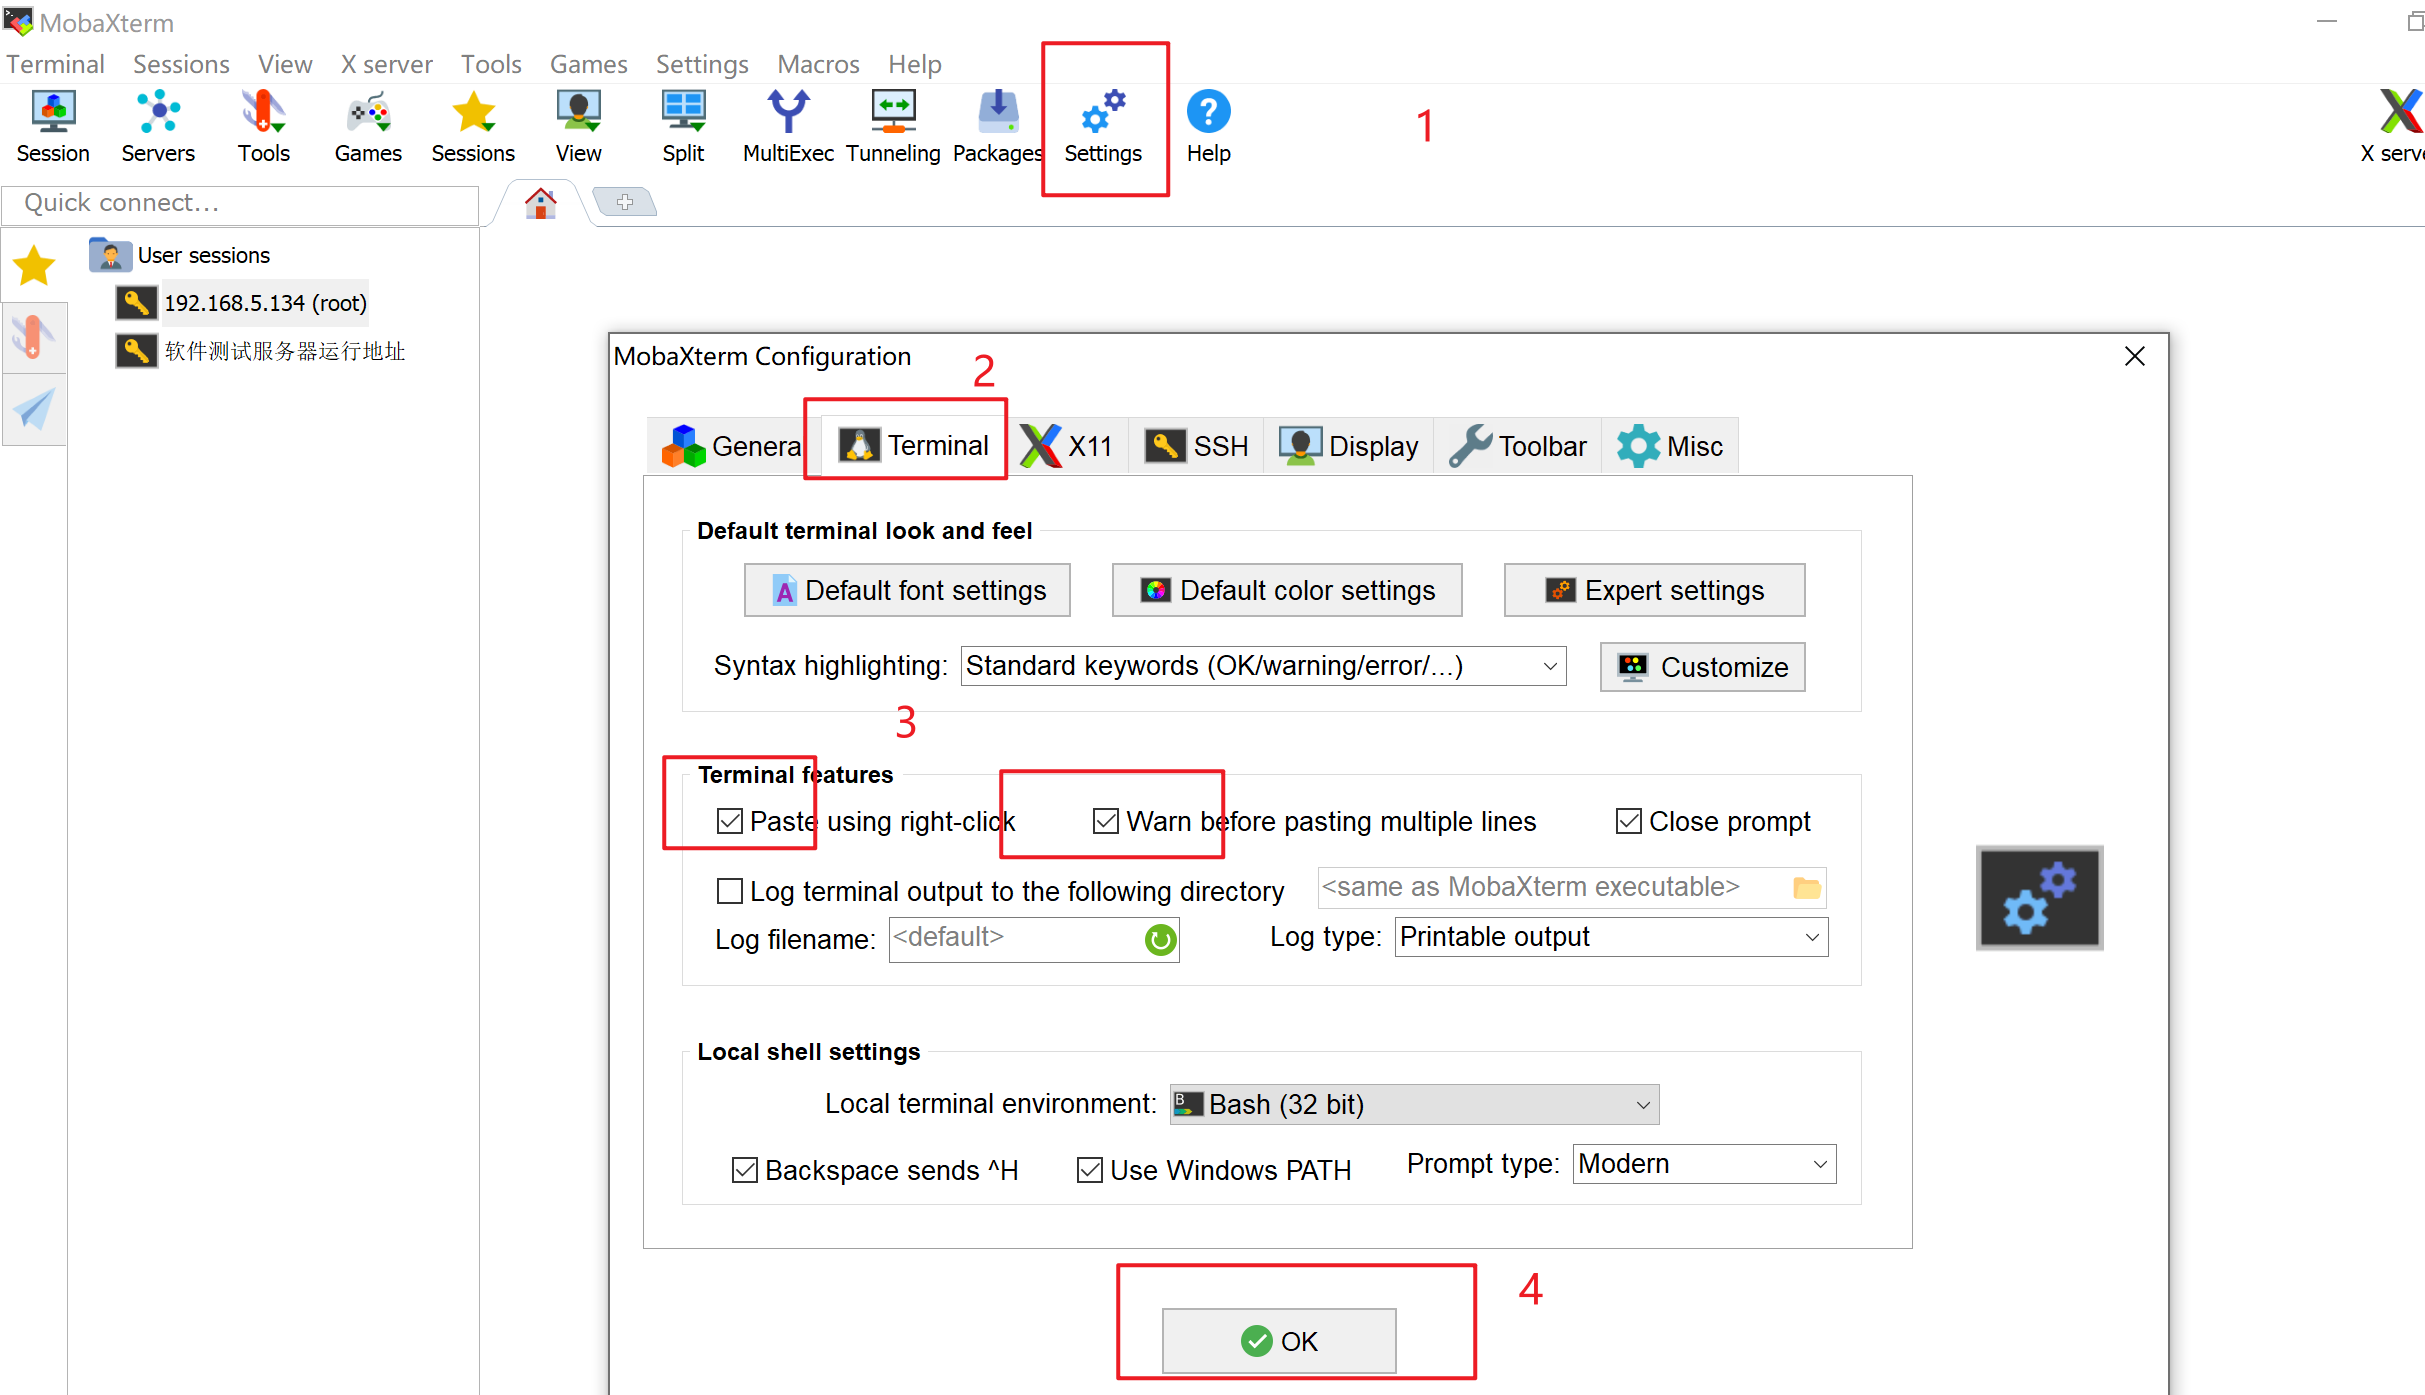 MobaXterm
Terminal Sessions View X server Tools Games Settings Macros Help
Session Servers Tools Games Sessions View Split MultiExec Tunneling Packages Settings Help
1
X serve
Quick connect...
User sessions
192.168.5.134 (root)
软件测试服务器运行地址
MobaXterm Configuration
2
Genera Terminal X11 SSH Display Toolbar Misc
Default terminal look and feel
Default font settings Default color settings Expert settings
Syntax highlighting: Standard keywords (OK/warning/error/...) Customize
3
Terminal features
Paste using right-click Warn before pasting multiple lines Close prompt
Log terminal output to the following directory <same as MobaXterm executable>
Log filename: <default> Log type: Printable output
Local shell settings
Local terminal environment: Bash (32 bit)
Backspace sends ^H Use Windows PATH Prompt type: Modern
4
OK